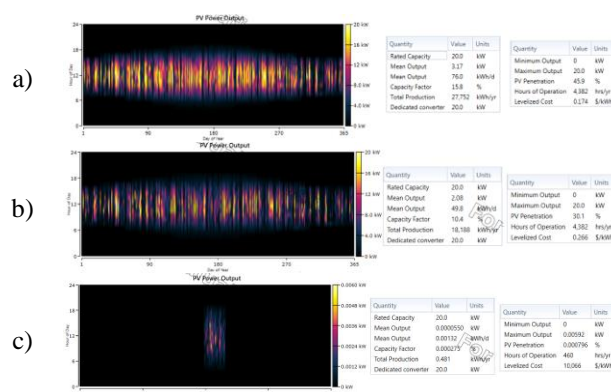 a)
PV Power Output
Hour of Day
24
18
12
6
0
1 90 180 270 365
Day of Year
20 kW
16 kW
12 kW
8.0 kW
4.0 kW
0 kW
Quantity Value Units
Rated Capacity 20.0 kW
Mean Output 3.17 kW
Mean Output 76.0 kWh/d
Capacity Factor 15.8 %
Total Production 27,752 kWh/yr
Dedicated converter 20.0 kW
Quantity Value Units
Minimum Output 0 kW
Maximum Output 20.0 kW
PV Penetration 45.9 %
Hours of Operation 4,382 hrs/yr
Levelized Cost 0.174 $/kW
b)
PV Power Output
Hour of Day
24
18
12
6
0
1 90 180 270 365
Day of Year
20 kW
16 kW
12 kW
8.0 kW
4.0 kW
0 kW
Quantity Value Units
Rated Capacity 20.0 kW
Mean Output 2.08 kW
Mean Output 49.8 kWh/d
Capacity Factor 10.4 %
Total Production 18,188 kWh/yr
Dedicated converter 20.0 kW
For
Quantity Value Units
Minimum Output 0 kW
Maximum Output 20.0 kW
PV Penetration 30.1 %
Hours of Operation 4,382 hrs/yr
Levelized Cost 0.266 $/kW
c)
PV Power Output
Hour of Day
24
18
12
6
0
0.0060 kW
0.0048 kW
0.0036 kW
0.0024 kW
0.0012 kW
0 kW
Quantity Value Units
Rated Capacity 20.0 kW
Mean Output 0.0000550 kW
Mean Output 0.00132 kWh/d
Capacity Factor 0.000275 %
Total Production 0.481 kWh/yr
Dedicated converter 20.0 kW
For
Quantity Value Units
Minimum Output 0 kW
Maximum Output 0.00592 kW
PV Penetration 0.000796 %
Hours of Operation 460 hrs/yr
Levelized Cost 10,066 $/kW